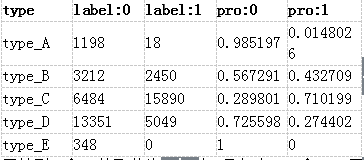 type label:0 label:1 pro:0 pro:1
type_A 1198 18 0.985197 0.014802
6
type_B 3212 2450 0.567291 0.432709
type_C 6484 15890 0.289801 0.710199
type_D 13351 5049 0.725598 0.274402
type_E 348 0 1 0